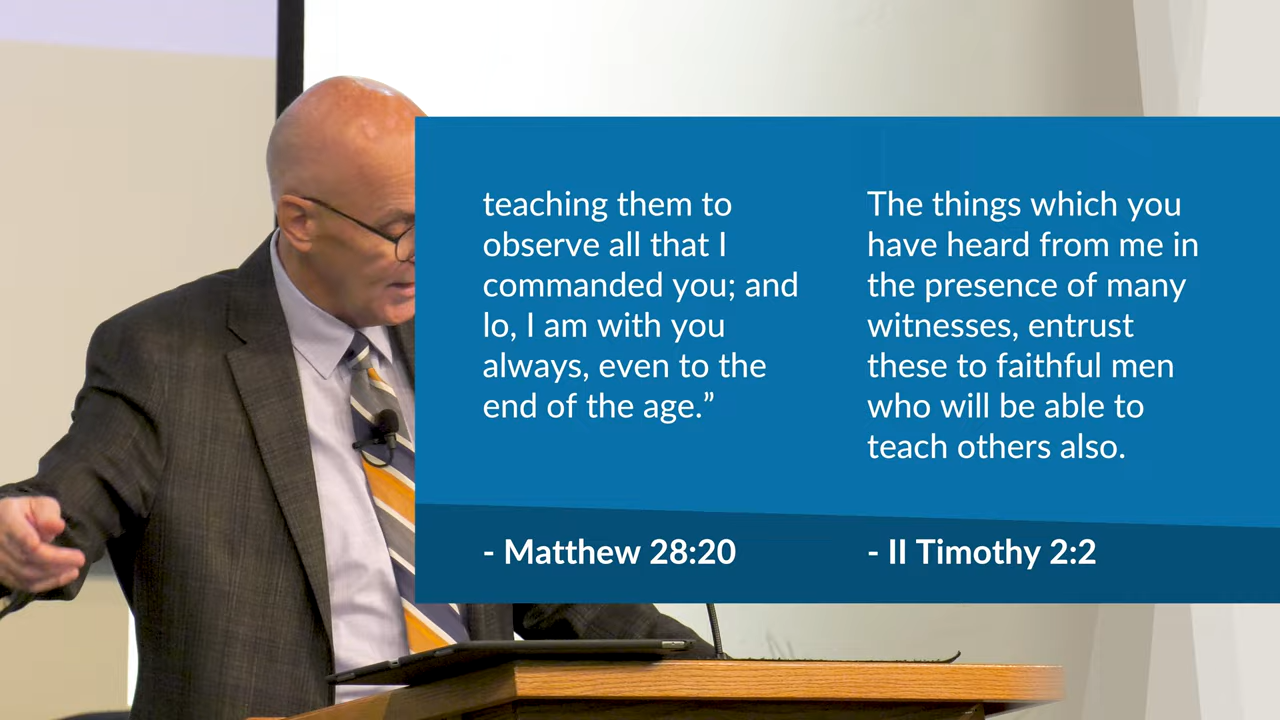 teaching them to
observe all that I
commanded you; and
lo, I am with you
always, even to the
end of the age.”
- Matthew 28:20
The things which you
have heard from me in
the presence of many
witnesses, entrust
these to faithful men
who will be able to
teach others also.
- II Timothy 2:2